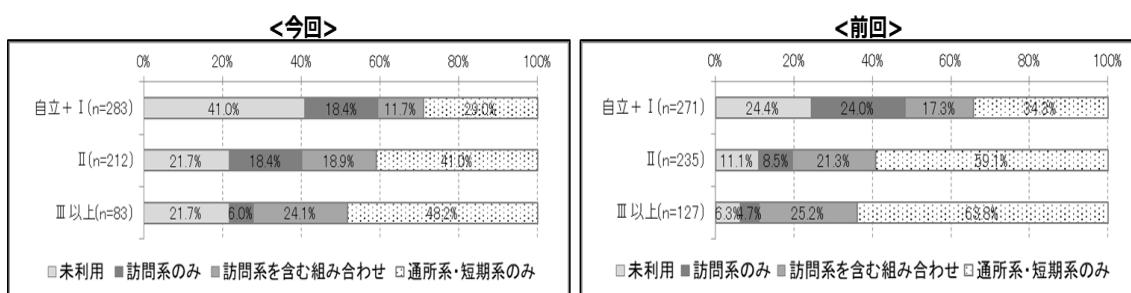 <今回>
0% 20% 40% 60% 80% 100%
自立+Ⅰ(n=283) 41.0% 18.4% 11.7% 29.0%
Ⅱ(n=212) 21.7% 18.4% 18.9% 41.0%
Ⅲ以上(n=83) 21.7% 6.0% 24.1% 48.2%
未利用 訪問系のみ 訪問系を含む組み合わせ 通所系・短期系のみ
<前回>
0% 20% 40% 60% 80% 100%
自立+Ⅰ(n=271) 24.4% 24.0% 17.3% 34.3%
Ⅱ(n=235) 11.1% 8.5% 21.3% 59.1%
Ⅲ以上(n=127) 6.3% 4.7% 25.2% 63.8%
未利用 訪問系のみ 訪問系を含む組み合わせ 通所系・短期系のみ